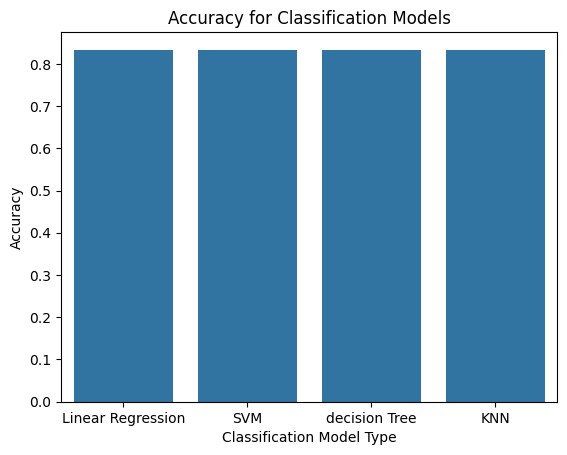 Accuracy for Classification Models
Accuracy
0.8
0.7
0.6
0.5
0.4
0.3
0.2
0.1
0.0
Linear Regression SVM decision Tree KNN
Classification Model Type